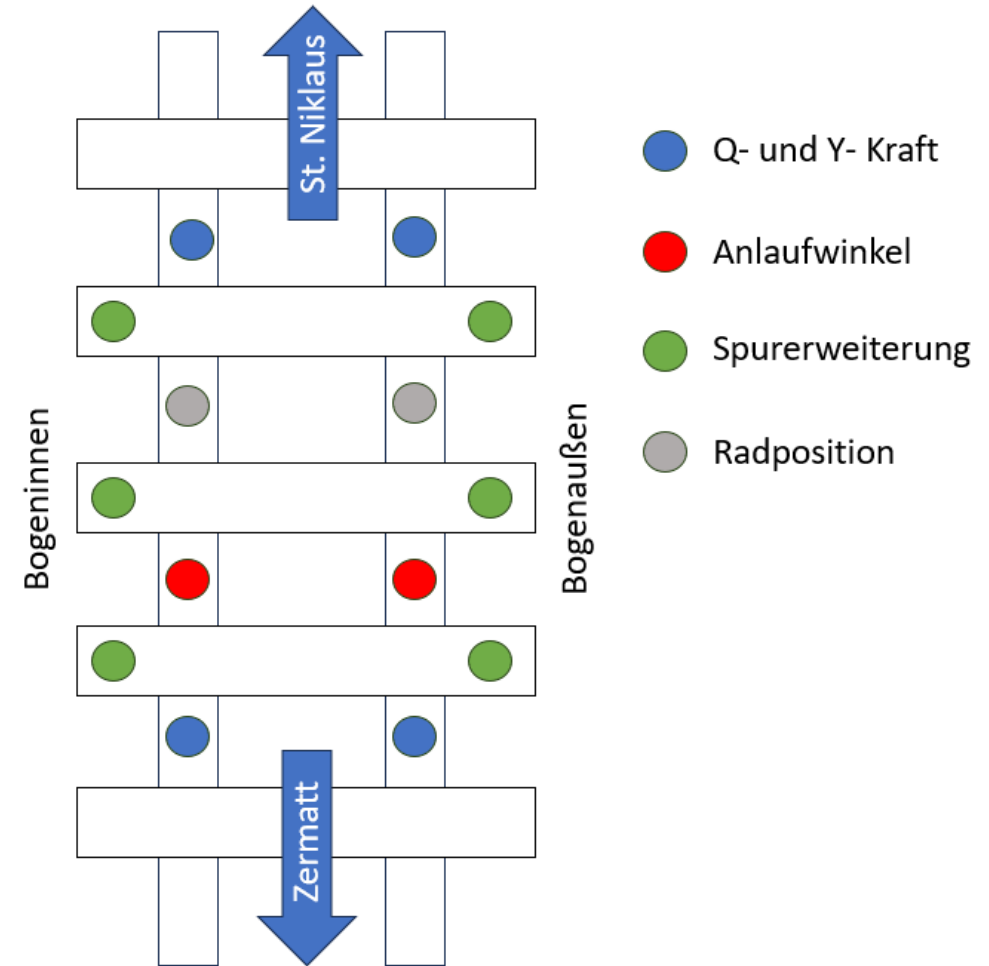 St. Niklaus
Q- und Y- Kraft
Anlaufwinkel
Spurerweiterung
Radposition
Bogeninnen
Bogenaußen
Zermatt